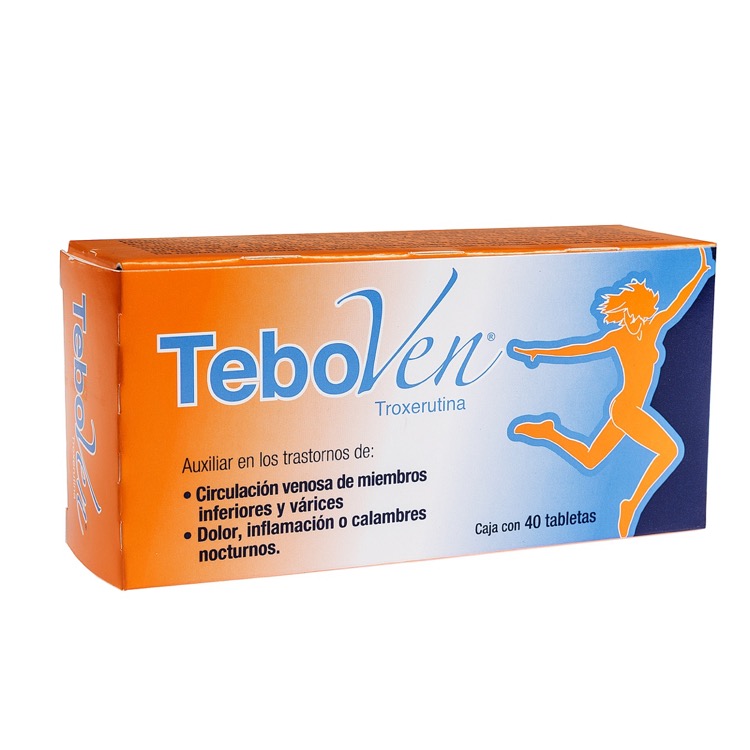 TeboVen®
Troxerutina
Auxiliar en los trastornos de:
• Circulación venosa de miembros
inferiores y várices
• Dolor, inflamación o calambres
nocturnos.
Caja con 40 tabletas
TeboVen